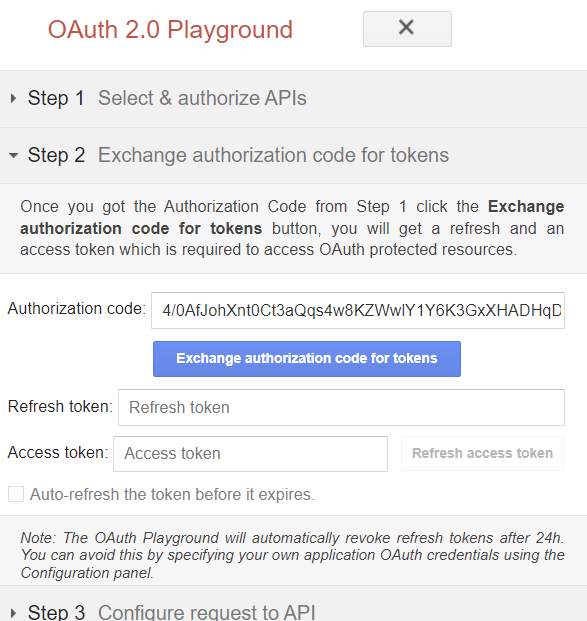 OAuth 2.0 Playground
Step 1 Select & authorize APIs
Step 2 Exchange authorization code for tokens
Once you got the Authorization Code from Step 1 click the Exchange
authorization code for tokens button, you will get a refresh and an
access token which is required to access OAuth protected resources.
Authorization code: 4/0AfJohXnt0Ct3aQqs4w8KZWwlY1Y6K3GxXHADHqD
Exchange authorization code for tokens
Refresh token: Refresh token
Access token: Access token Refresh access token
Auto-refresh the token before it expires.
Note: The OAuth Playground will automatically revoke refresh tokens after 24h.
You can avoid this by specifying your own application OAuth credentials using the
Configuration panel.
Step 3 Configure request to API